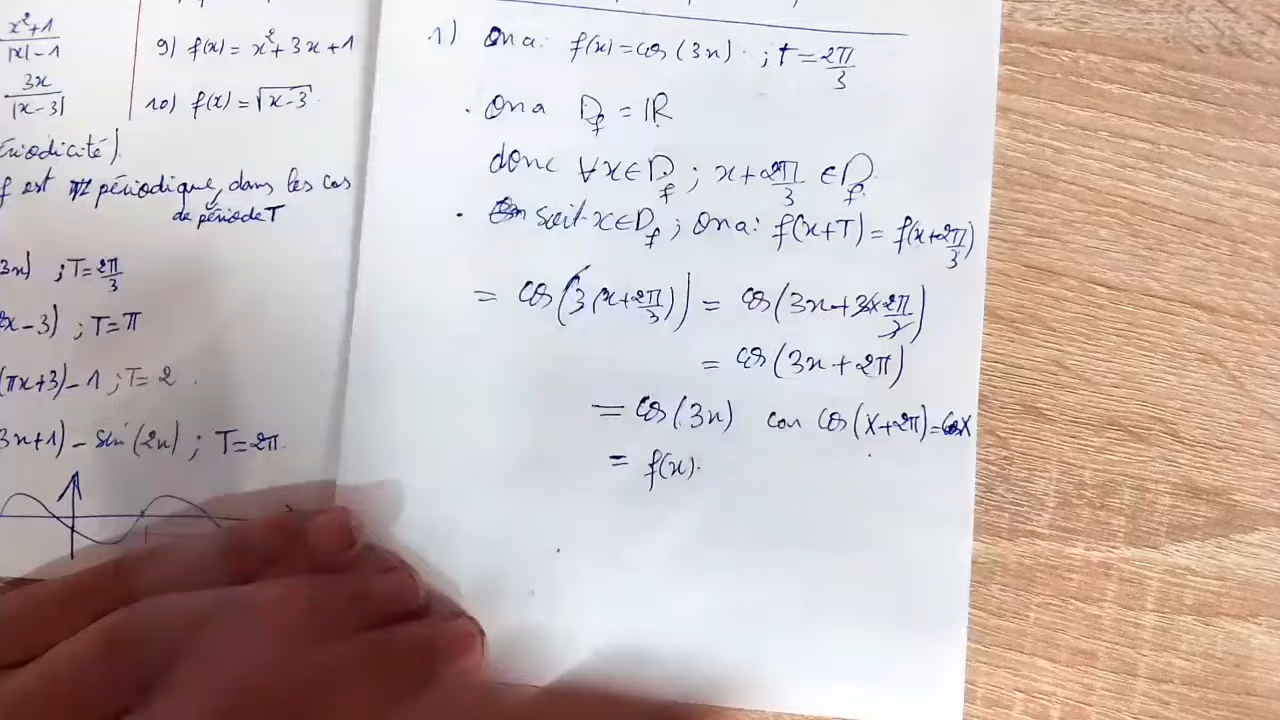 x²+1
|x|-1
3x
|x-3|
9) f(x) = x²+3x+1
10) f(x) = √x-3
ériodicité).
f est périodique, dans les cas
de période T
3x) ; T = 2π/3
2x-3) ; T = π
(πx+3)-1 ; T = 2
3x+1) - sin(2x) ; T = 2π.
1) On a: f(x) = cos(3x) ; t = 2π/3
. On a Df = IR
donc ∀x∈Df ; x+2π/3 ∈Df.
. soit x∈Df ; On a: f(x+T) = f(x+2π/3)
= cos(3(x+2π/3)) = cos(3x+3×2π/3)
= cos(3x+2π)
= cos(3x) car cos(X+2π)=cosX
= f(x).